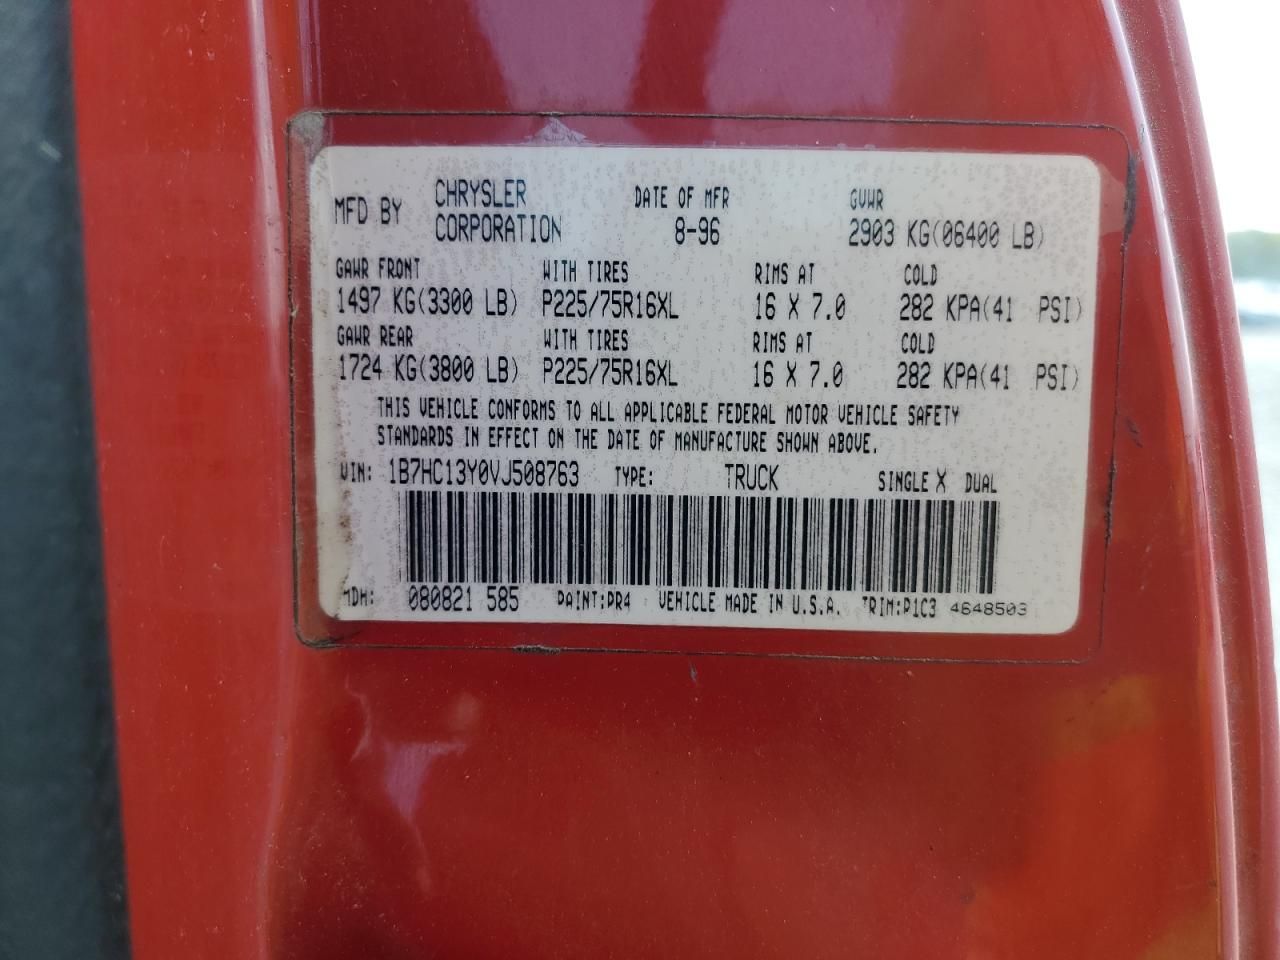 MFD BY CHRYSLER CORPORATION DATE OF MFR 8-96 GVWR 2903 KG(06400 LB)
GAWR FRONT WITH TIRES RIMS AT COLD
1497 KG(3300 LB) P225/75R16XL 16 X 7.0 282 KPA(41 PSI)
GAWR REAR WITH TIRES RIMS AT COLD
1724 KG(3800 LB) P225/75R16XL 16 X 7.0 282 KPA(41 PSI)
THIS VEHICLE CONFORMS TO ALL APPLICABLE FEDERAL MOTOR VEHICLE SAFETY
STANDARDS IN EFFECT ON THE DATE OF MANUFACTURE SHOWN ABOVE.
VIN: 1B7HC13Y0VJ508763 TYPE: TRUCK SINGLE X DUAL
MDH: 080821 585 PAINT:PR4 VEHICLE MADE IN U.S.A. TRIM:P1C3 4648503